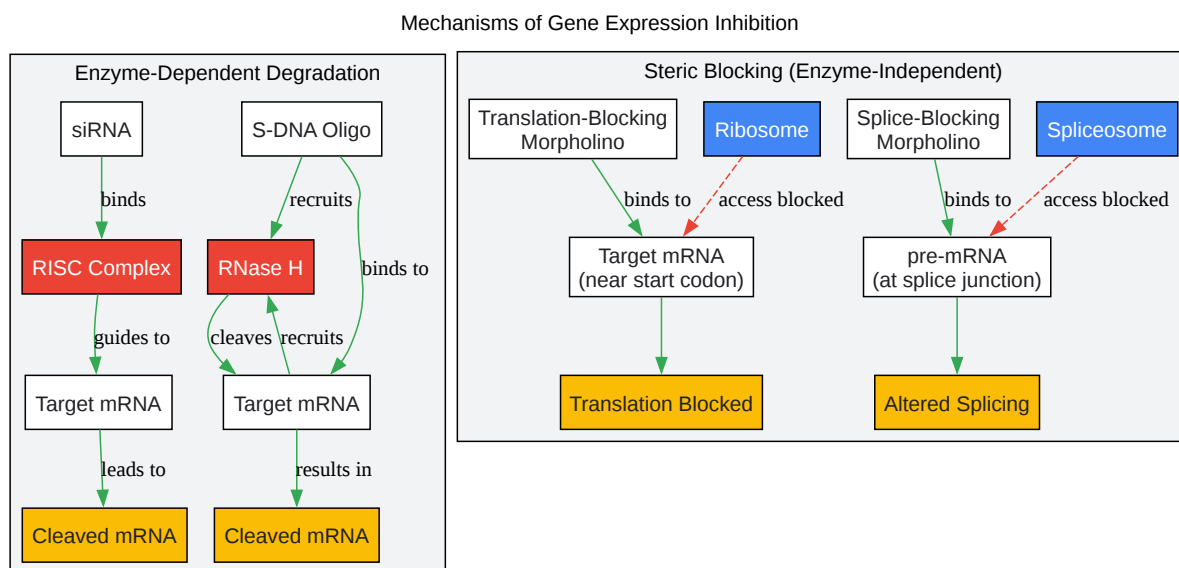 Mechanisms of Gene Expression Inhibition
Enzyme-Dependent Degradation
siRNA
S-DNA Oligo
binds
recruits
binds to
RISC Complex
RNase H
guides to
cleaves
recruits
Target mRNA
Target mRNA
leads to
results in
Cleaved mRNA
Cleaved mRNA
Steric Blocking (Enzyme-Independent)
Translation-Blocking
Morpholino
Ribosome
Splice-Blocking
Morpholino
Spliceosome
binds to
access blocked
binds to
access blocked
Target mRNA
(near start codon)
pre-mRNA
(at splice junction)
Translation Blocked
Altered Splicing